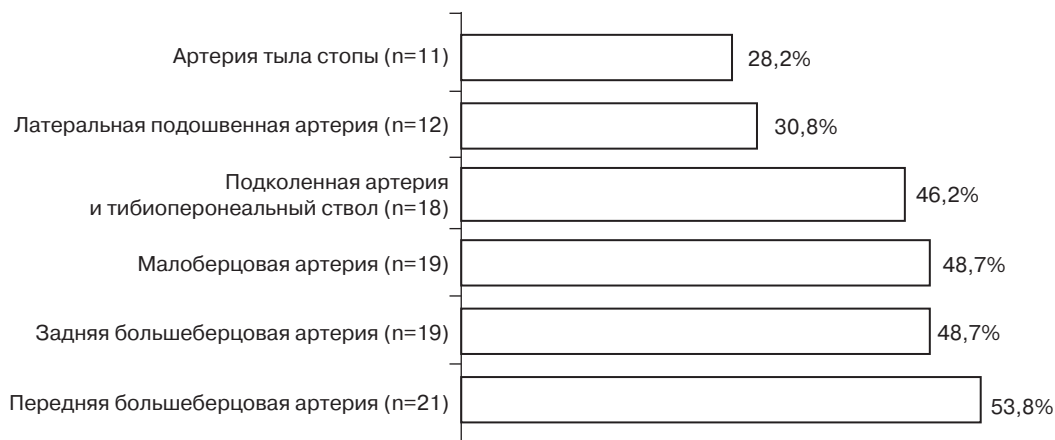 Артерия тыла стопы (n=11)
28,2%
Латеральная подошвенная артерия (n=12)
30,8%
Подколенная артерия
и тибиоперонеальный ствол (n=18)
46,2%
Малоберцовая артерия (n=19)
48,7%
Задняя большеберцовая артерия (n=19)
48,7%
Передняя большеберцовая артерия (n=21)
53,8%